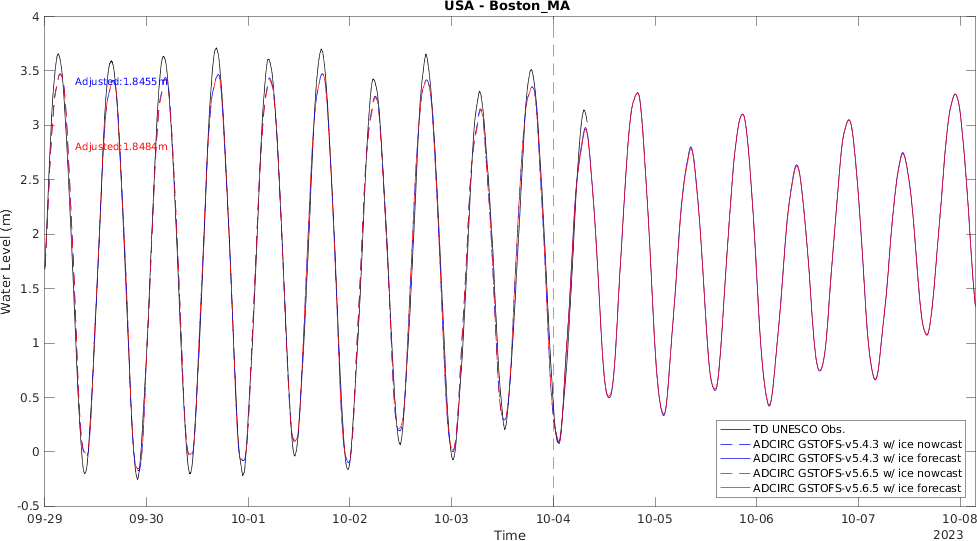 USA - Boston_MA
4
3.5
3
2.5
2
1.5
1
0.5
0
-0.5
Water Level (m)
Adjusted:1.8455m
Adjusted:1.8484m
TD UNESCO Obs.
ADCIRC GSTOFS-v5.4.3 w/ ice nowcast
ADCIRC GSTOFS-v5.4.3 w/ ice forecast
ADCIRC GSTOFS-v5.6.5 w/ ice nowcast
ADCIRC GSTOFS-v5.6.5 w/ ice forecast
09-29 09-30 10-01 10-02 10-03 10-04 10-05 10-06 10-07 10-08
Time
2023